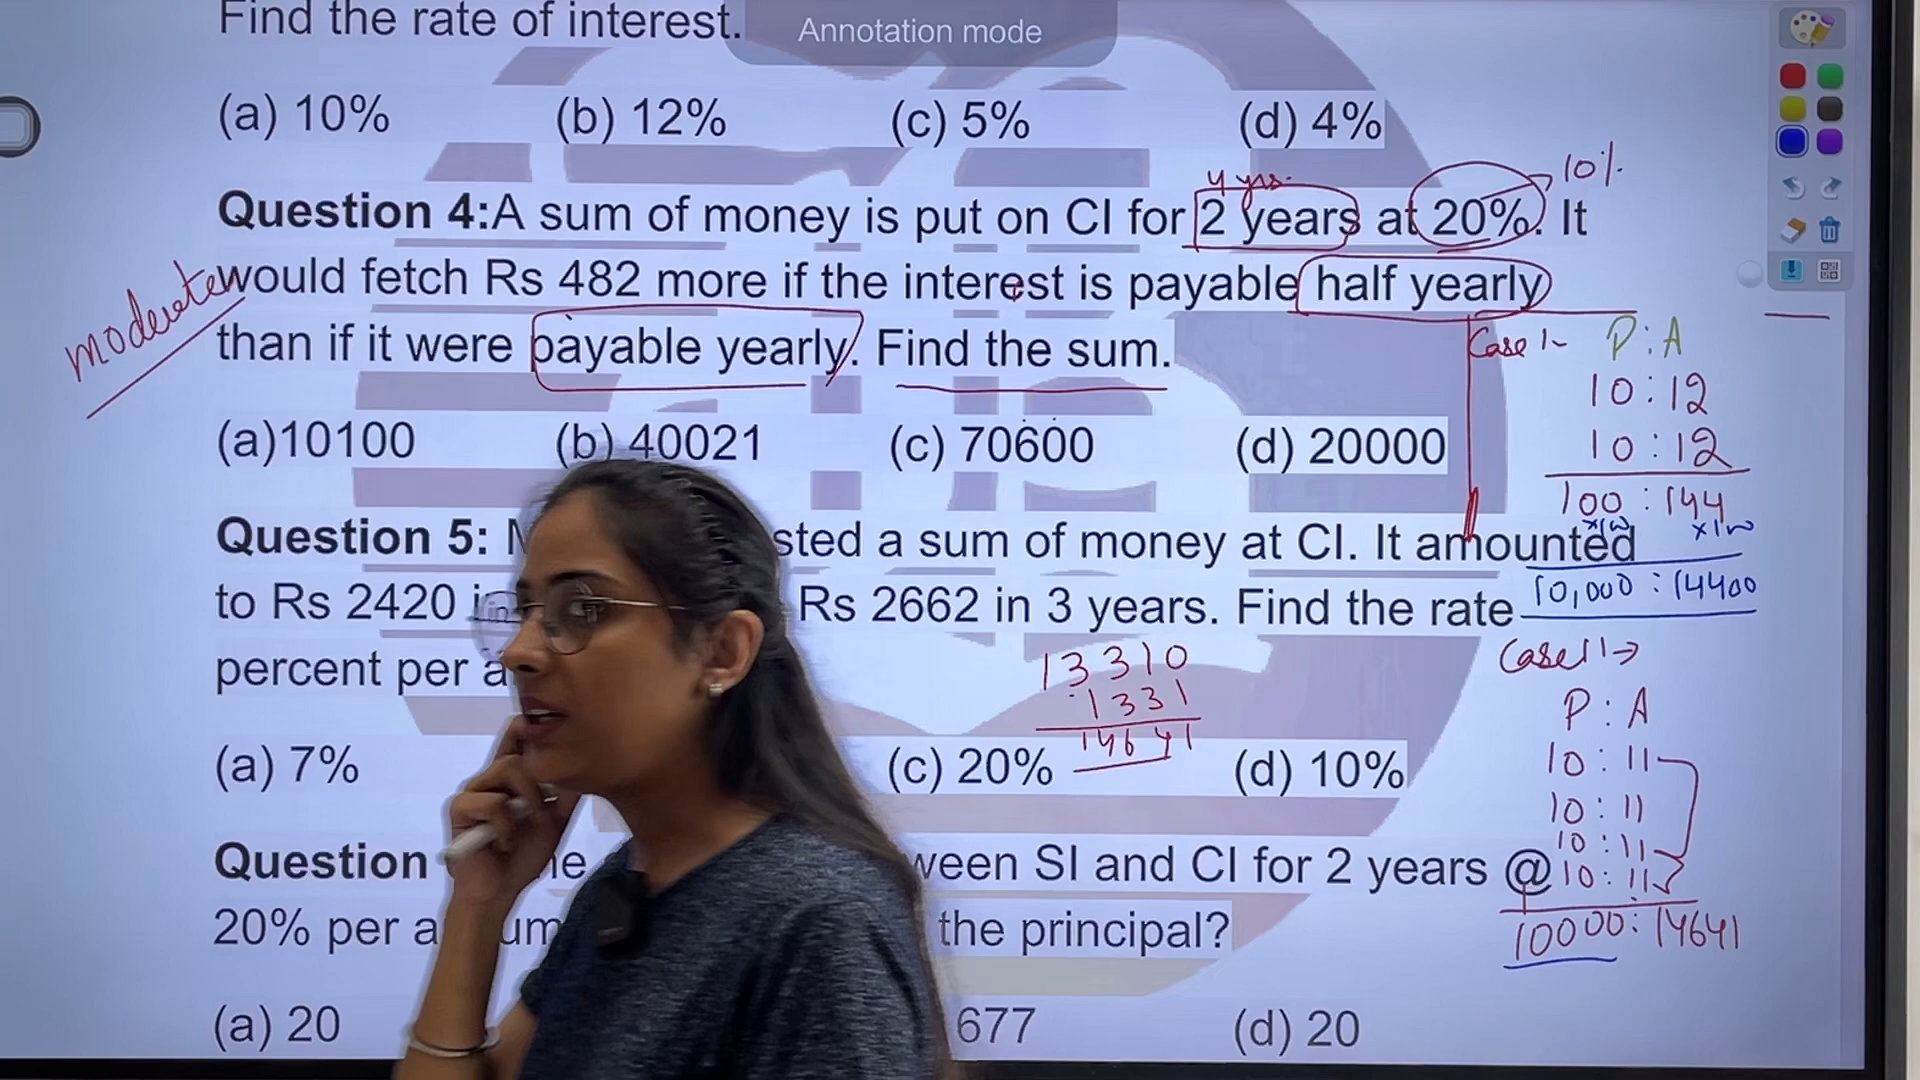 Find the rate of interest.
Annotation mode
(a) 10% (b) 12% (c) 5% (d) 4%
4 yrs. 10%
Question 4:A sum of money is put on CI for 2 years at 20%. It
would fetch Rs 482 more if the interest is payable half yearly
than if it were payable yearly. Find the sum.
moderate
(a)10100 (b) 40021 (c) 70600 (d) 20000
Case 1-
P : A
10 : 12
10 : 12
100 : 144
×100 ×100
10,000 : 14400
Question 5: sted a sum of money at CI. It amounted
to Rs 2420 in Rs 2662 in 3 years. Find the rate
percent per a
13310
1331
14641
(a) 7% (c) 20% (d) 10%
Case 11→
P : A
10 : 11
10 : 11
10 : 11
10 : 11
10000 : 14641
Question ween SI and CI for 2 years @
20% per a um the principal?
(a) 20 677 (d) 20